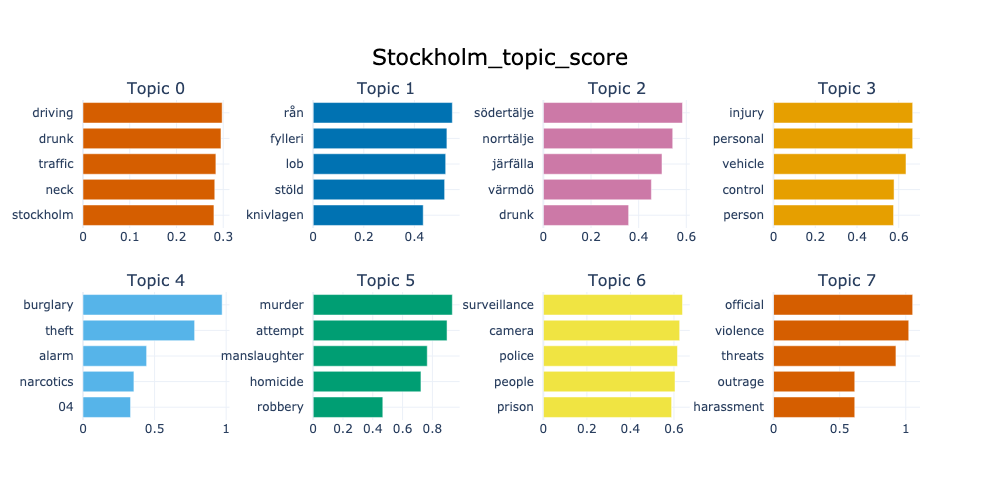 Stockholm_topic_score
Topic 0
driving
drunk
traffic
neck
stockholm
0 0.1 0.2 0.3
Topic 1
rån
fylleri
lob
stöld
knivlagen
0 0.2 0.4
Topic 2
södertälje
norrtälje
järfälla
värmdö
drunk
0 0.2 0.4 0.6
Topic 3
injury
personal
vehicle
control
person
0 0.2 0.4 0.6
Topic 4
burglary
theft
alarm
narcotics
04
0 0.5 1
Topic 5
murder
attempt
manslaughter
homicide
robbery
0 0.2 0.4 0.6 0.8
Topic 6
surveillance
camera
police
people
prison
0 0.2 0.4 0.6
Topic 7
official
violence
threats
outrage
harassment
0 0.5 1